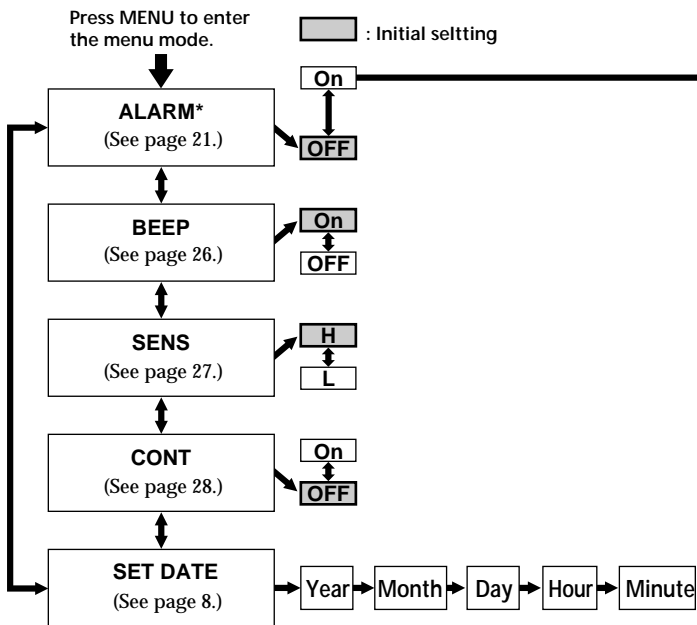 Press MENU to enter
the menu mode.
: Initial seltting
On
ALARM*
(See page 21.)
OFF
BEEP
(See page 26.)
On
OFF
SENS
(See page 27.)
H
L
CONT
(See page 28.)
On
OFF
SET DATE
(See page 8.)
Year
Month
Day
Hour
Minute